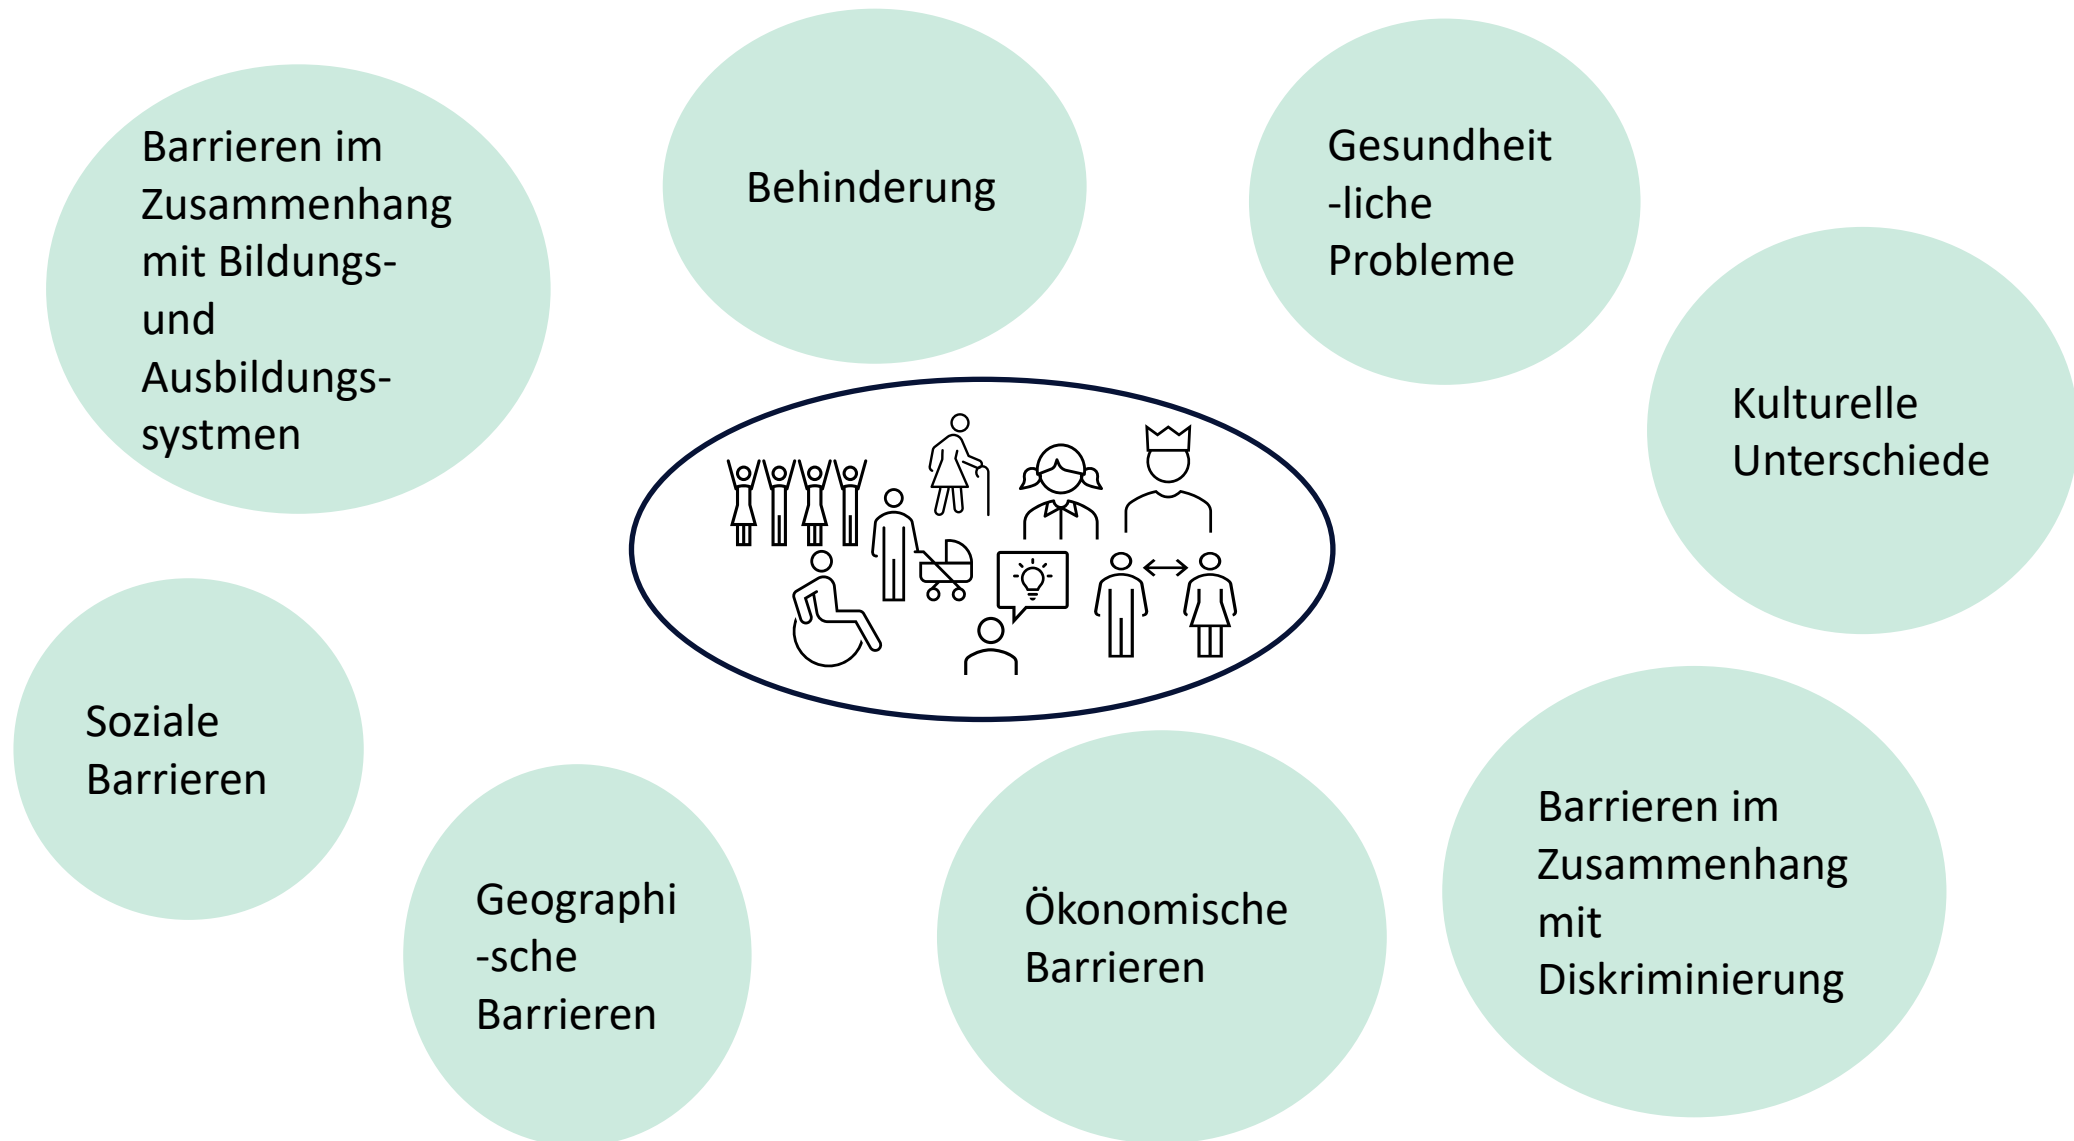 Barrieren im
Zusammenhang
mit Bildungs-
und
Ausbildungs-
systmen
Behinderung
Gesundheit
-liche
Probleme
Kulturelle
Unterschiede
Soziale
Barrieren
Geographi
-sche
Barrieren
Ökonomische
Barrieren
Barrieren im
Zusammenhang
mit
Diskriminierung